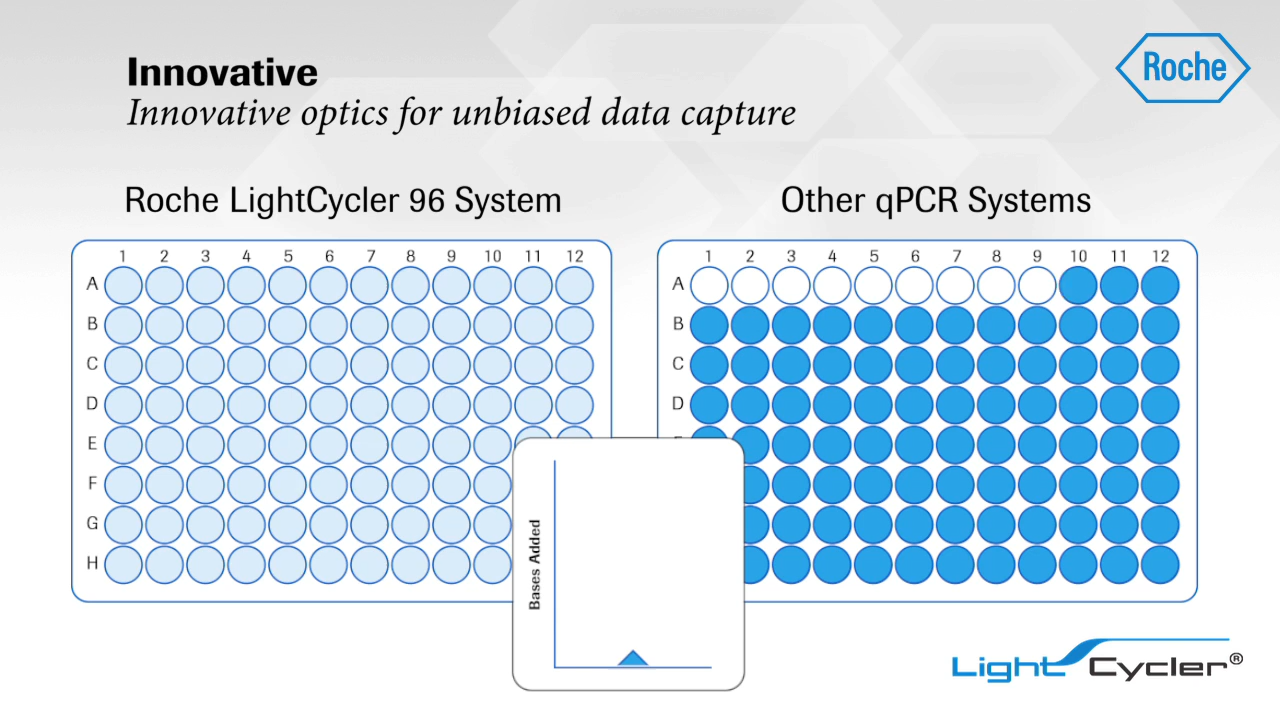 Innovative
Innovative optics for unbiased data capture
Roche
Roche LightCycler 96 System
Other qPCR Systems
1 2 3 4 5 6 7 8 9 10 11 12
A
B
C
D
E
F
G
H
1 2 3 4 5 6 7 8 9 10 11 12
A
B
C
D
Bases Added
Light Cycler®